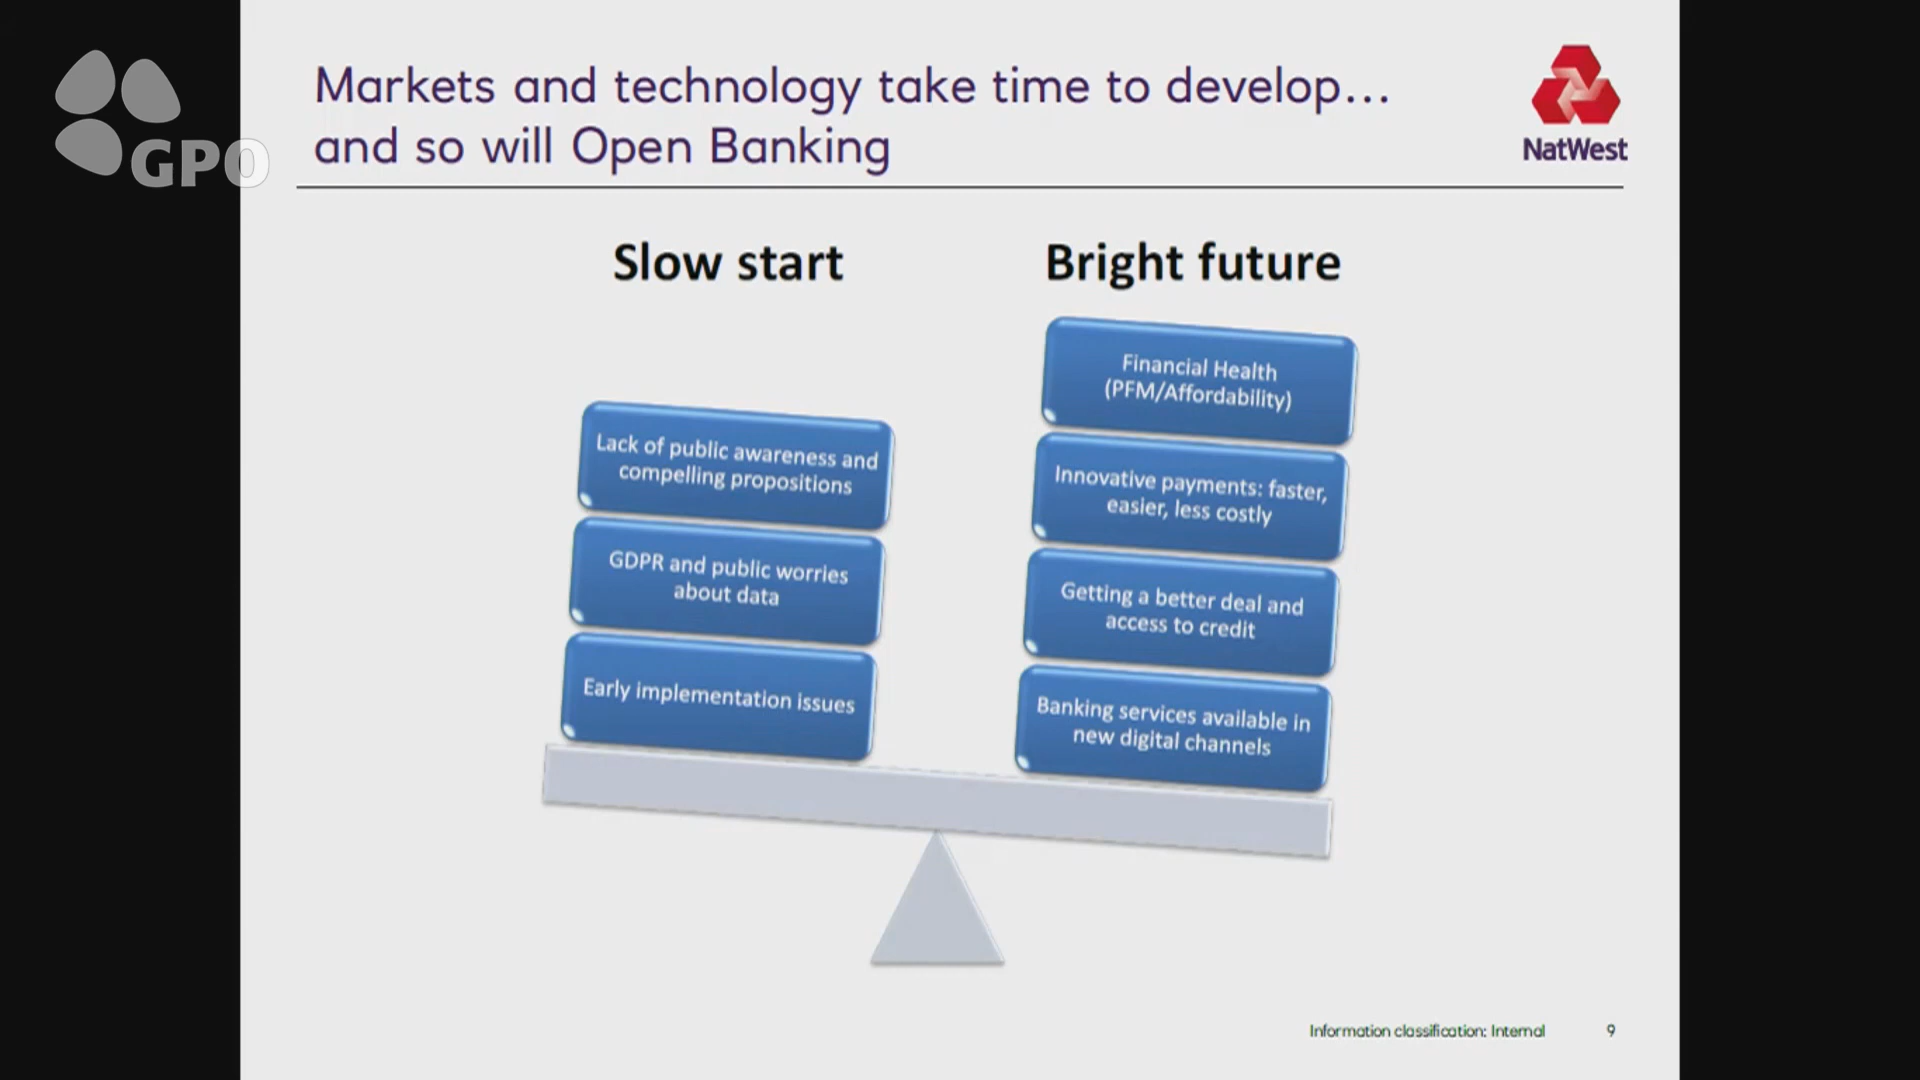 GPO
Markets and technology take time to develop...
and so will Open Banking
NatWest
Slow start
Bright future
Lack of public awareness and
compelling propositions
GDPR and public worries
about data
Early implementation issues
Financial Health
(PFM/Affordability)
Innovative payments: faster,
easier, less costly
Getting a better deal and
access to credit
Banking services available in
new digital channels
Information classification: Internal
9